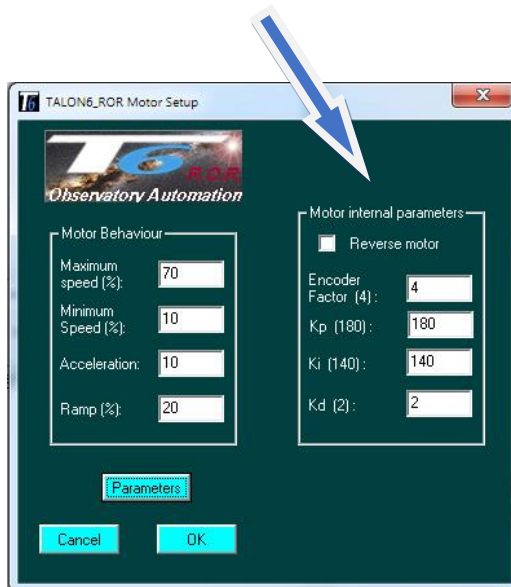 T6 TALON6_ROR Motor Setup
X
T6
R.O.R
Observatory Automation
Motor Behaviour
Maximum
speed (%): 70
Minimum
Speed (%): 10
Acceleration: 10
Ramp (%): 20
Motor internal parameters
Reverse motor
Encoder
Factor (4) : 4
Kp (180) : 180
Ki (140) : 140
Kd (2) : 2
Parameters
Cancel OK